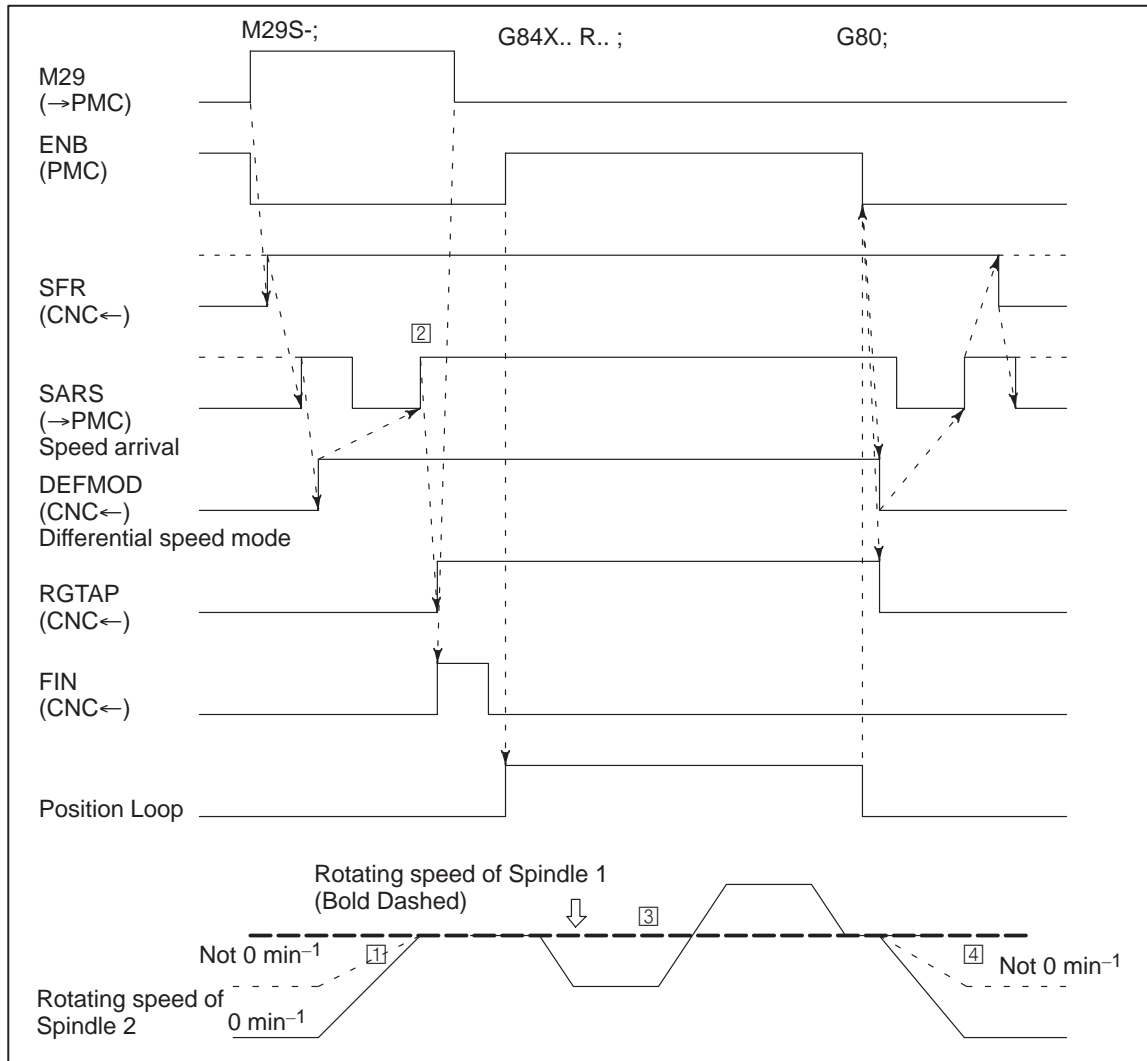 M29S-;
G84X.. R.. ;
G80;
M29
(→PMC)
ENB
(PMC)
SFR
(CNC←)
2
SARS
(→PMC)
Speed arrival
DEFMOD
(CNC←)
Differential speed mode
RGTAP
(CNC←)
FIN
(CNC←)
Position Loop
Rotating speed of Spindle 1
(Bold Dashed)
3
Not 0 min–1
1
4
Not 0 min–1
Rotating speed of
Spindle 2
0 min–1